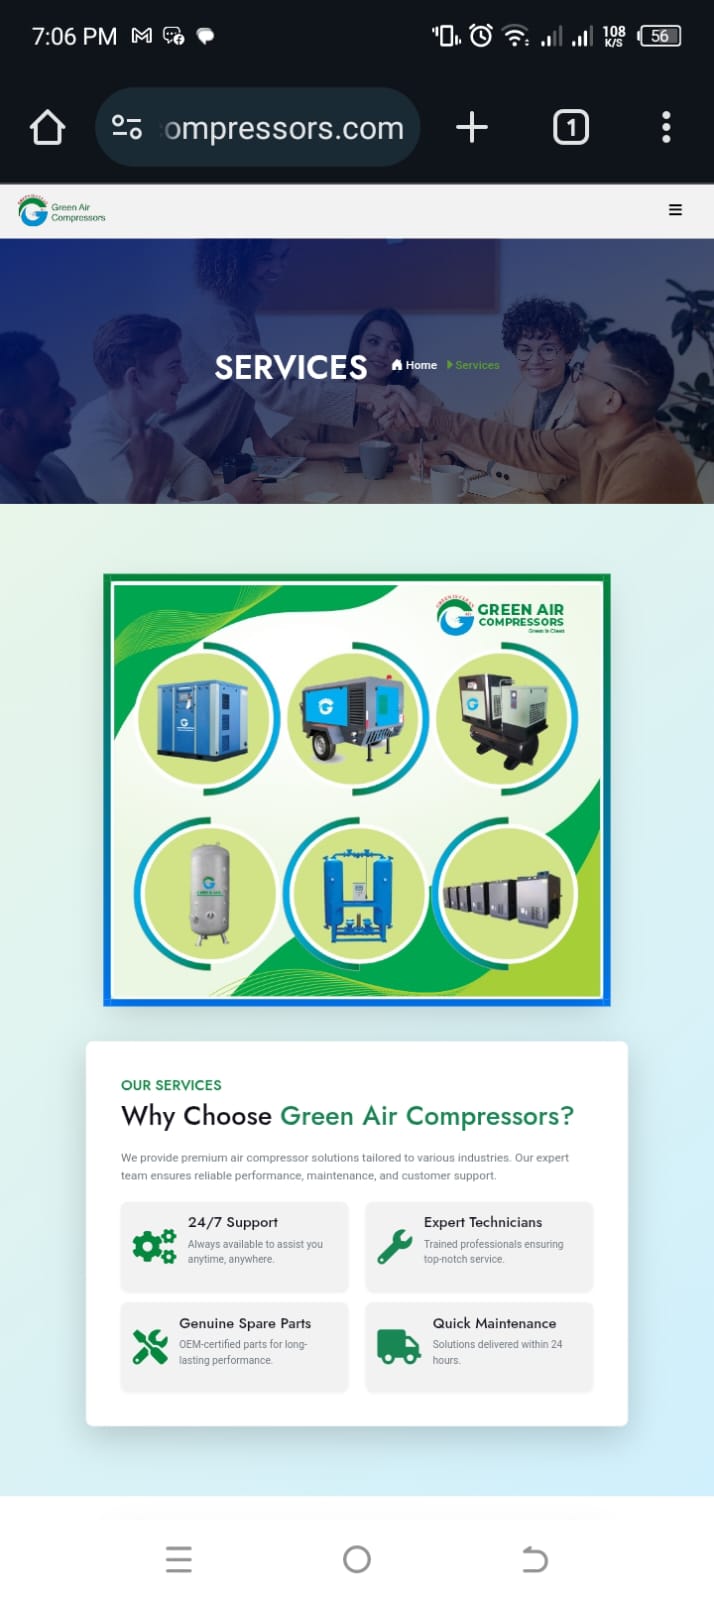 7:06 PM
108
K/S
56
ompressors.com
1
Green Air
Compressors
SERVICES
Home
Services
GREEN IS CLEAN
GREEN AIR
COMPRESSORS
Green is Clean
OUR SERVICES
Why Choose Green Air Compressors?
We provide premium air compressor solutions tailored to various industries. Our expert
team ensures reliable performance, maintenance, and customer support.
24/7 Support
Always available to assist you
anytime, anywhere.
Expert Technicians
Trained professionals ensuring
top-notch service.
Genuine Spare Parts
OEM-certified parts for long-
lasting performance.
Quick Maintenance
Solutions delivered within 24
hours.